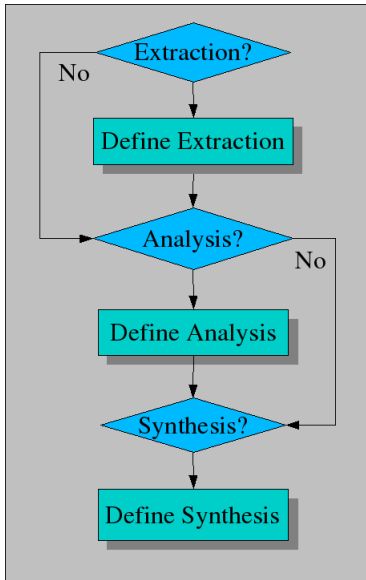 Extraction?
No
Define Extraction
Analysis?
No
Define Analysis
Synthesis?
Define Synthesis